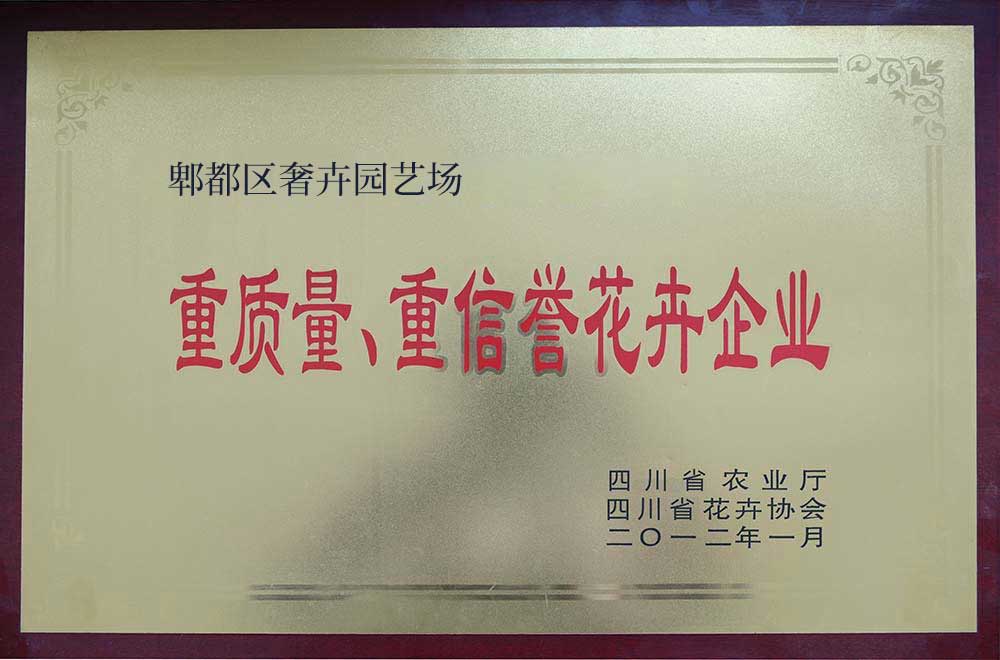 郫都区奢卉园艺场
重质量、重信誉花卉企业
四川省农业厅
四川省花卉协会
二〇一二年一月